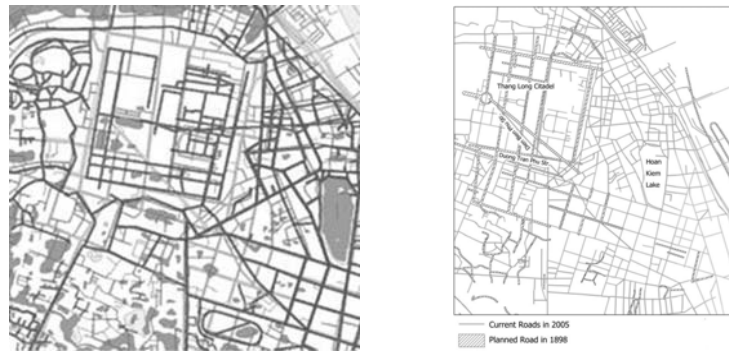 Thang Long Citadel
Duong Tran Phu Str.
Hoan
Kiem
Lake
Current Roads in 2005
Planned Road in 1898